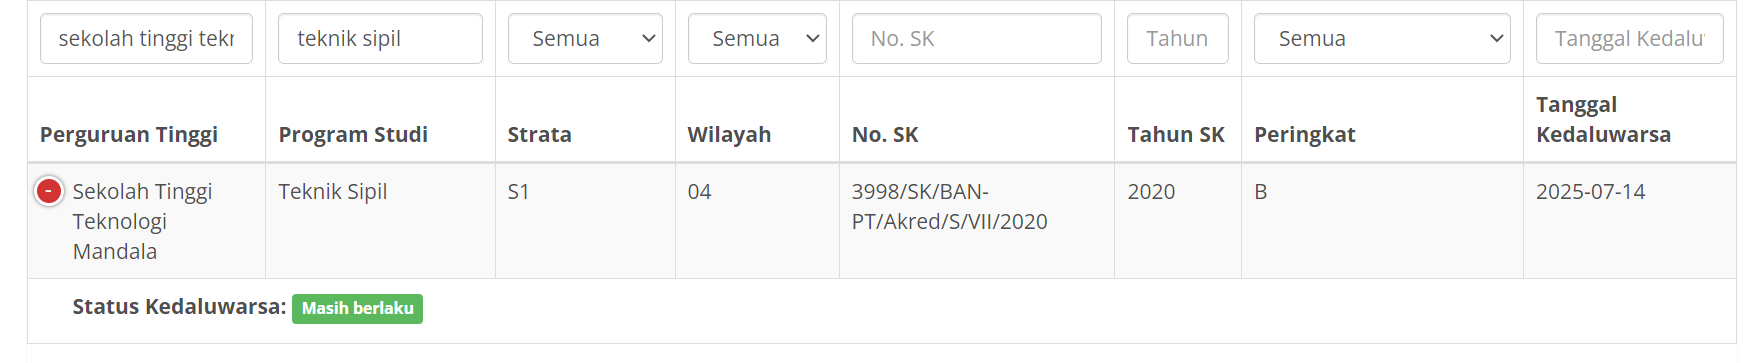 sekolah tinggi tekr teknik sipil Semua Semua No. SK Tahun Semua Tanggal Kedalu
Perguruan Tinggi Program Studi Strata Wilayah No. SK Tahun SK Peringkat Tanggal
Kedaluwarsa
- Sekolah Tinggi Teknik Sipil S1 04 3998/SK/BAN- 2020 B 2025-07-14
Teknologi PT/Akred/S/VII/2020
Mandala
Status Kedaluwarsa: Masih berlaku